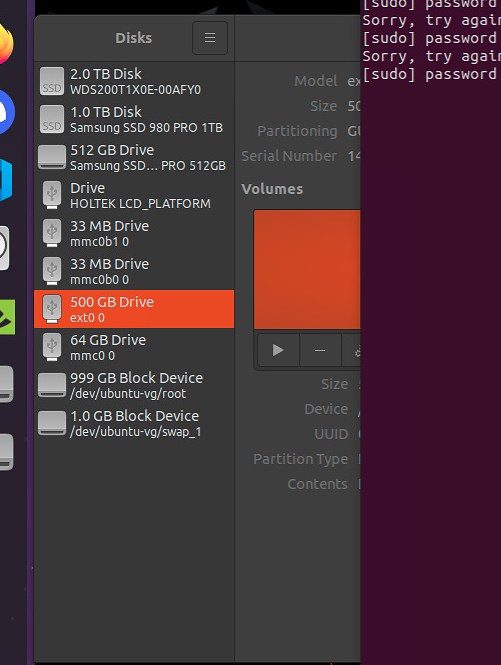 Disks
2.0 TB Disk
WDS200T1X0E-00AFY0
1.0 TB Disk
Samsung SSD 980 PRO 1TB
512 GB Drive
Samsung SSD... PRO 512GB
Drive
HOLTEK LCD_PLATFORM
33 MB Drive
mmc0b1 0
33 MB Drive
mmc0b0 0
500 GB Drive
ext0 0
64 GB Drive
mmc0 0
999 GB Block Device
/dev/ubuntu-vg/root
1.0 GB Block Device
/dev/ubuntu-vg/swap_1
SSD
SSD
Model ex
Size 50
Partitioning GU
Serial Number 14
Volumes
Size
Device /
UUID
Partition Type
Contents
[sudo] password
Sorry, try again
[sudo] password
Sorry, try again
[sudo] password